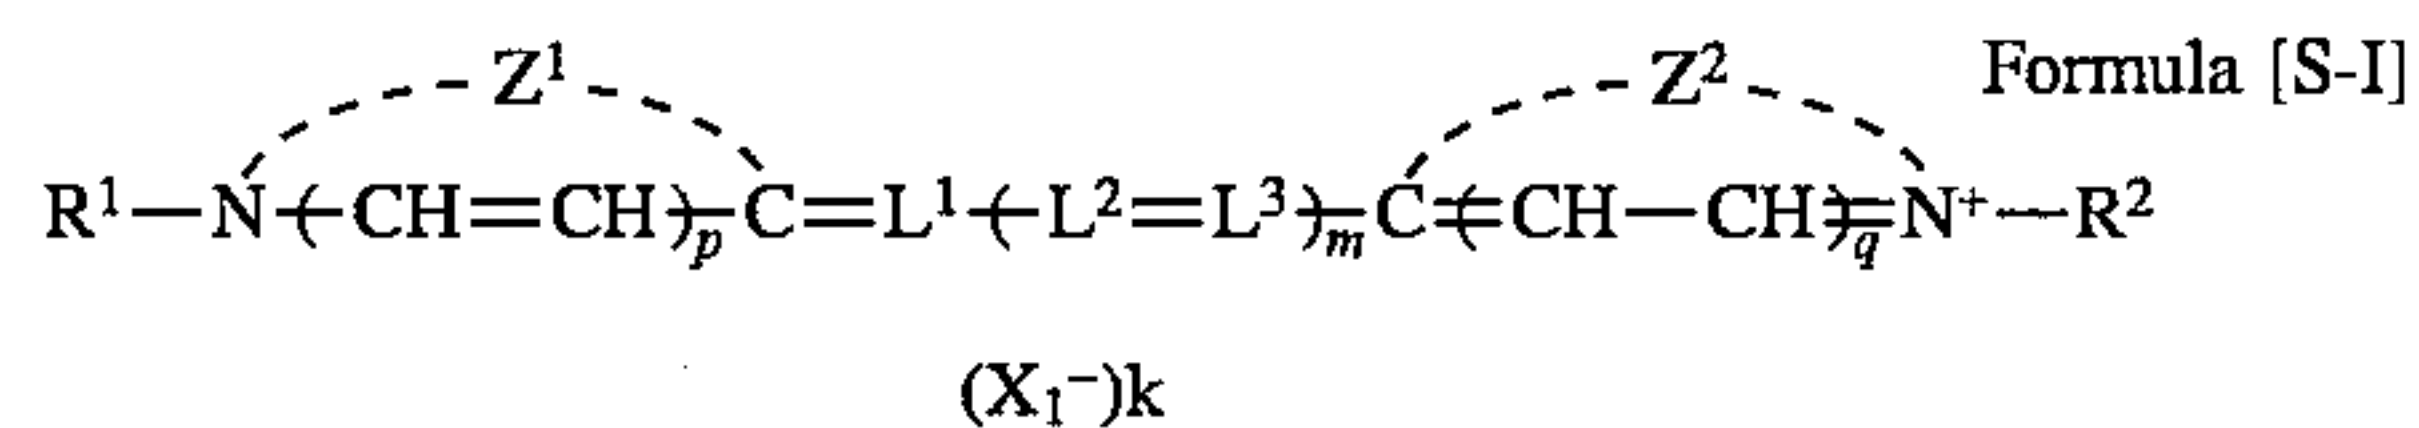 Z¹ Z² Formula [S-I]
R¹—N-(-CH=CH-)p-C=L¹-(-L²=L³-)m-C=(=CH—CH=)q=N⁺—R²
(X₁⁻)k